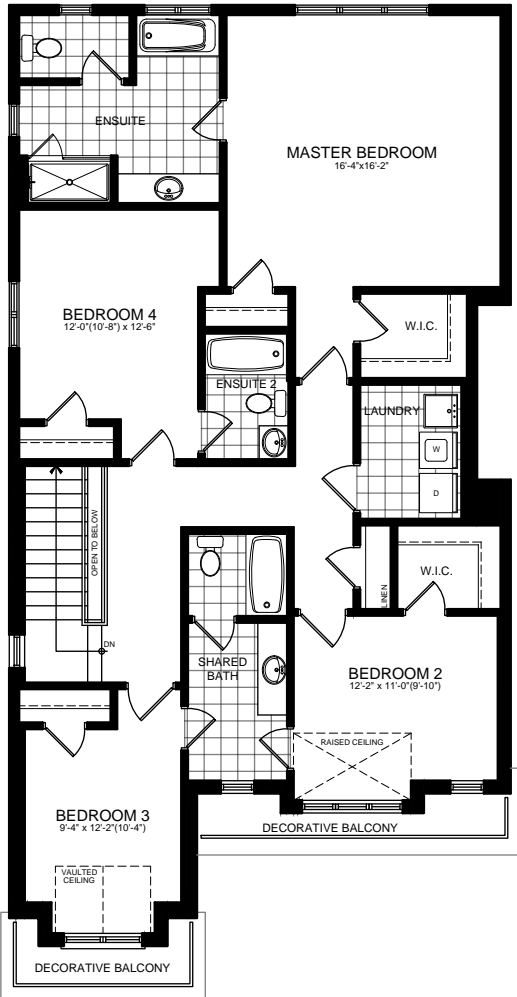 ENSUITE
MASTER BEDROOM
16'-4"x16'-2"
BEDROOM 4
12'-0"(10'-8") x 12'-6"
W.I.C.
ENSUITE 2
LAUNDRY
W
D
OPEN TO BELOW
W.I.C.
LINEN
DN
SHARED
BATH
BEDROOM 2
12'-2" x 11'-0"(9'-10")
RAISED CEILING
BEDROOM 3
9'-4" x 12'-2"(10'-4")
DECORATIVE BALCONY
VAULTED
CEILING
DECORATIVE BALCONY